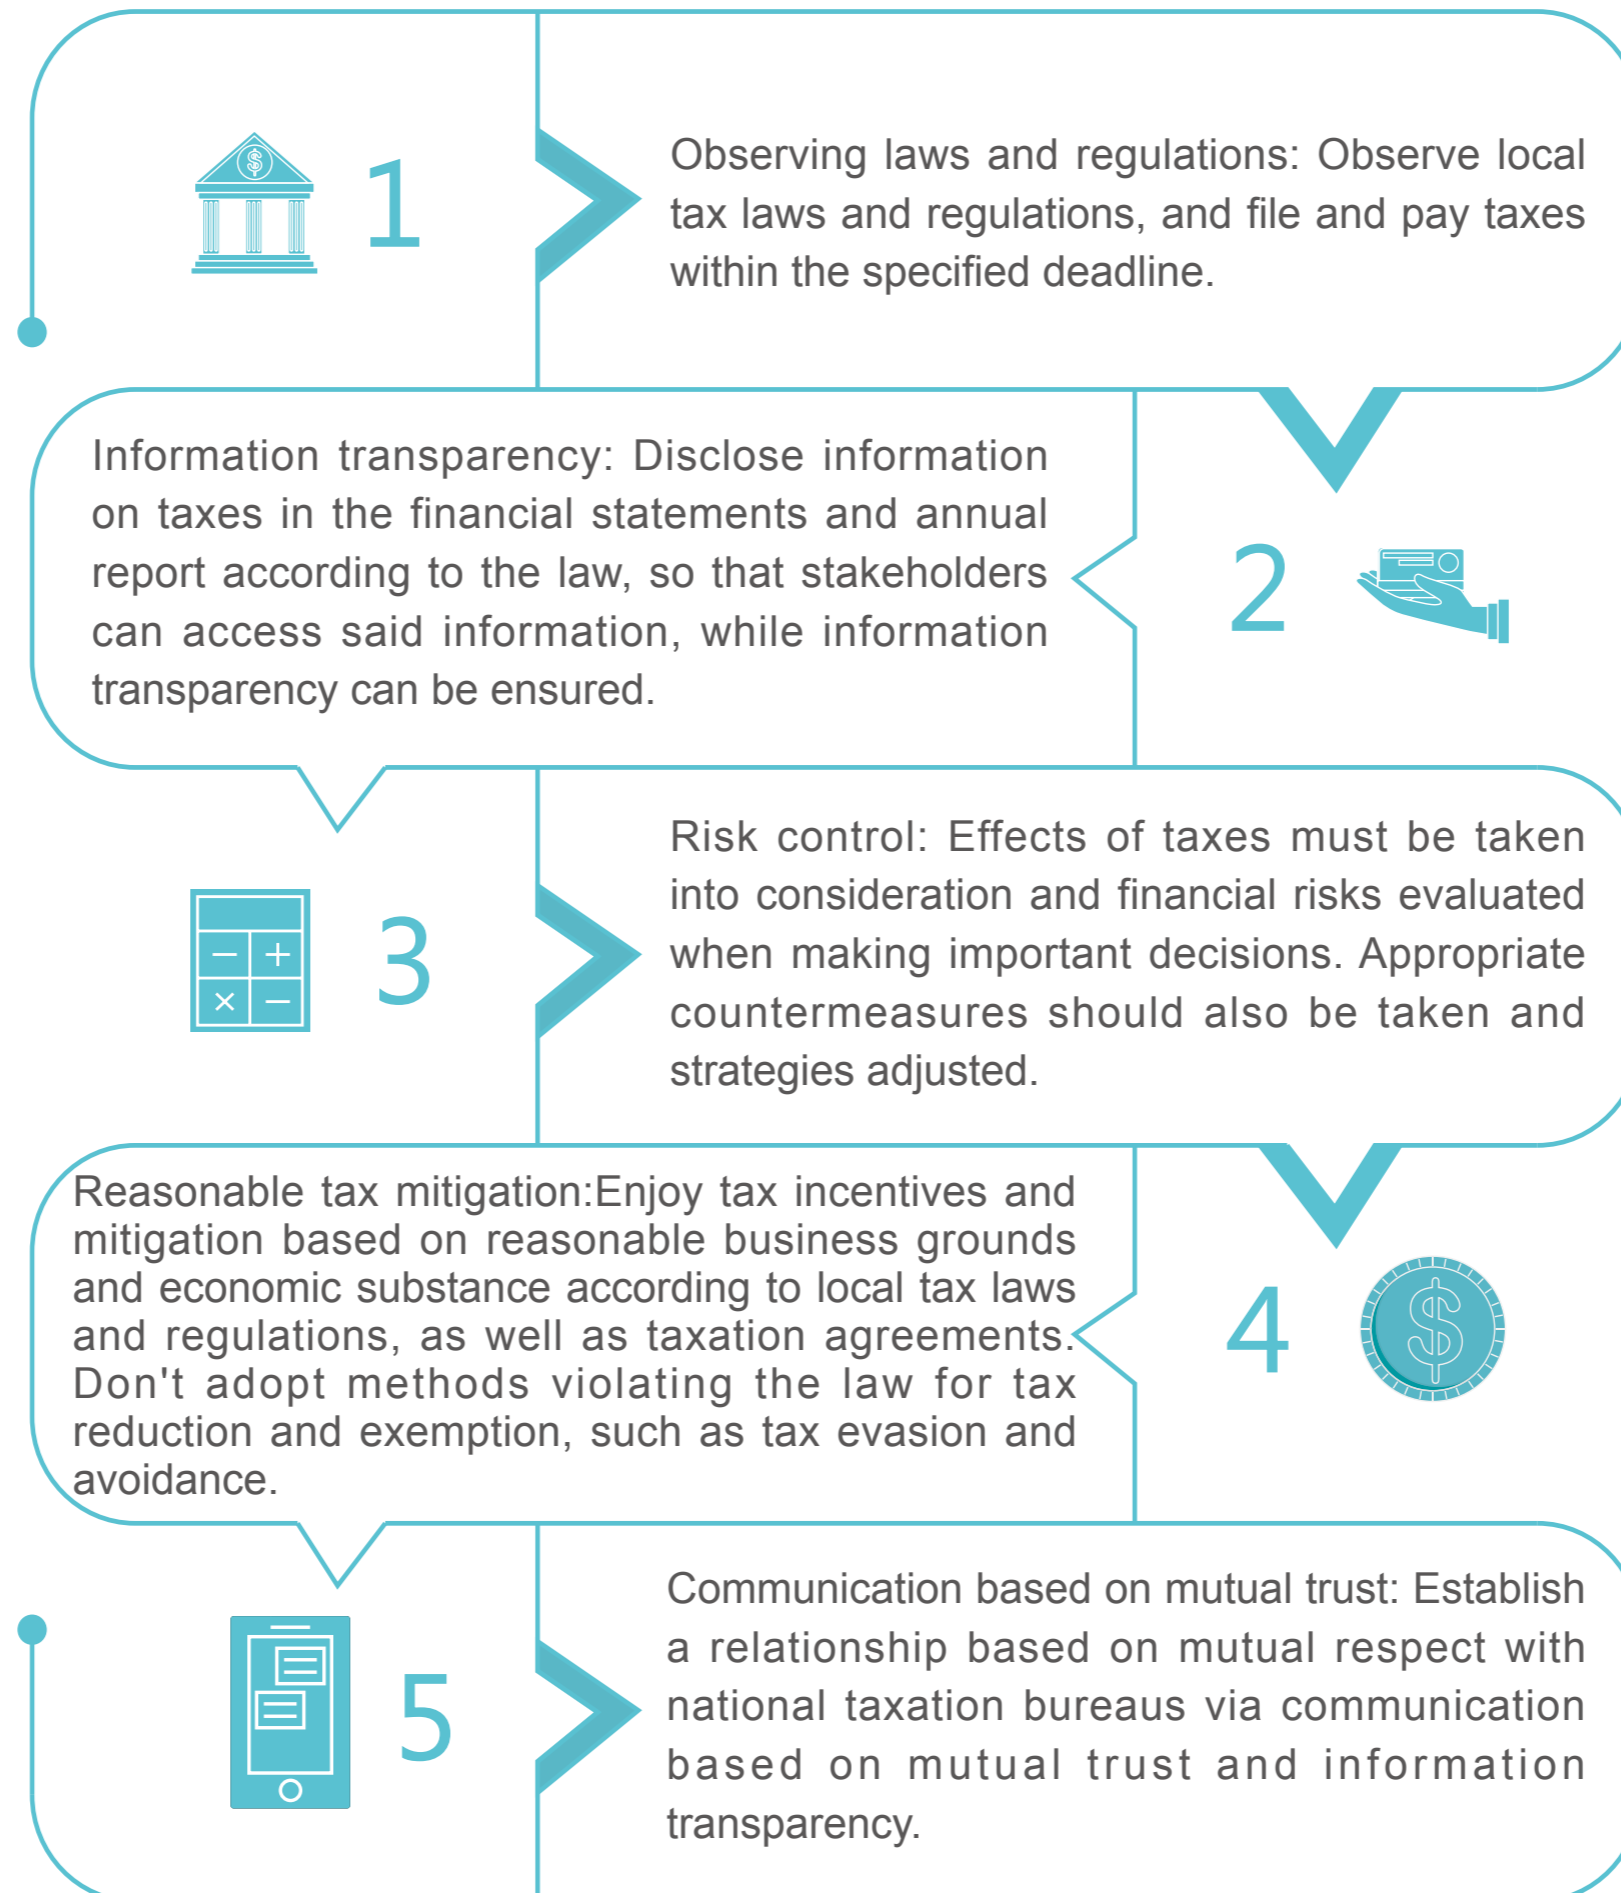 1
Observing laws and regulations: Observe local
tax laws and regulations, and file and pay taxes
within the specified deadline.
Information transparency: Disclose information
on taxes in the financial statements and annual
report according to the law, so that stakeholders
can access said information, while information
transparency can be ensured.
2
3
Risk control: Effects of taxes must be taken
into consideration and financial risks evaluated
when making important decisions. Appropriate
countermeasures should also be taken and
strategies adjusted.
Reasonable tax mitigation:Enjoy tax incentives and
mitigation based on reasonable business grounds
and economic substance according to local tax laws
and regulations, as well as taxation agreements.
Don't adopt methods violating the law for tax
reduction and exemption, such as tax evasion and
avoidance.
4
5
Communication based on mutual trust: Establish
a relationship based on mutual respect with
national taxation bureaus via communication
based on mutual trust and information
transparency.